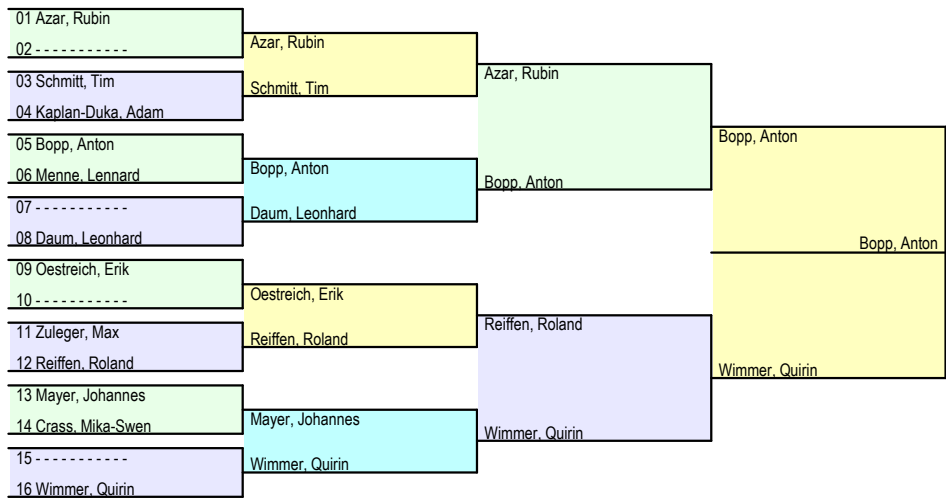 01 Azar, Rubin
02 - - - - - - - - - - -
03 Schmitt, Tim
04 Kaplan-Duka, Adam
05 Bopp, Anton
06 Menne, Lennard
07 - - - - - - - - - - -
08 Daum, Leonhard
09 Oestreich, Erik
10 - - - - - - - - - - -
11 Zuleger, Max
12 Reiffen, Roland
13 Mayer, Johannes
14 Crass, Mika-Swen
15 - - - - - - - - - - -
16 Wimmer, Quirin
Azar, Rubin
Schmitt, Tim
Bopp, Anton
Daum, Leonhard
Oestreich, Erik
Reiffen, Roland
Mayer, Johannes
Wimmer, Quirin
Azar, Rubin
Bopp, Anton
Reiffen, Roland
Wimmer, Quirin
Bopp, Anton
Wimmer, Quirin
Bopp, Anton